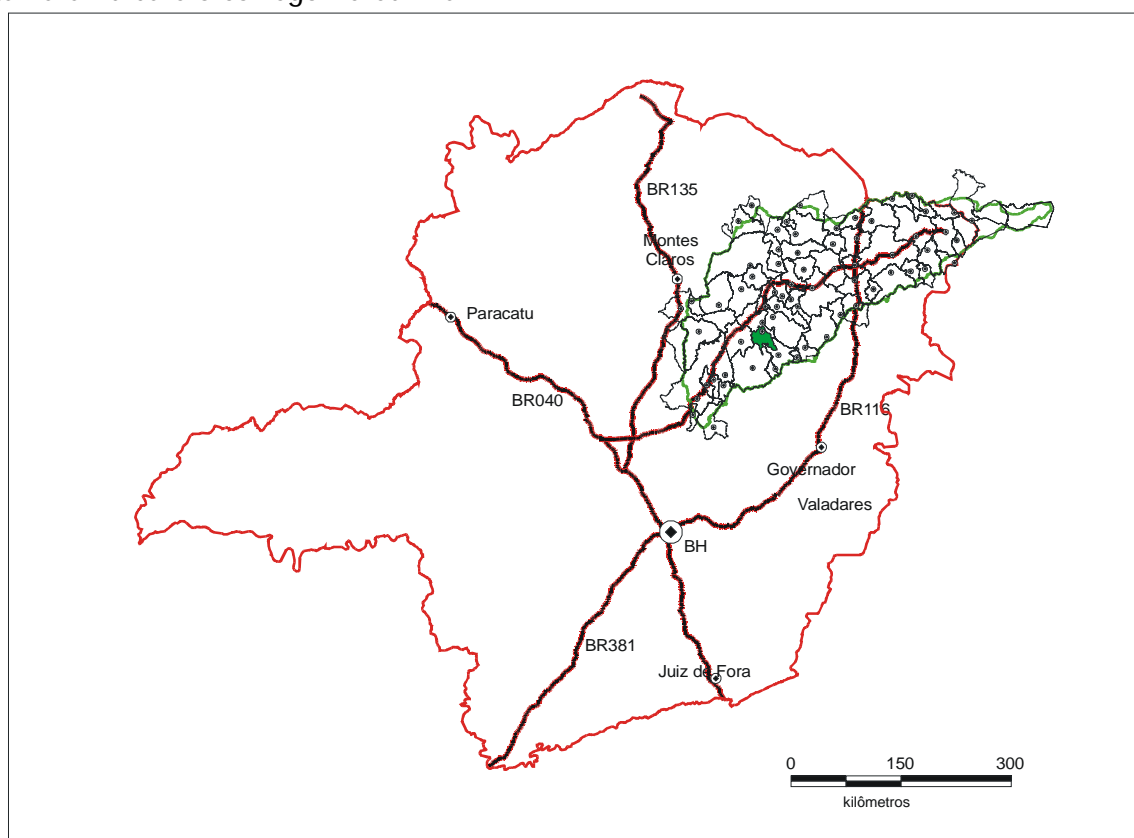 BR135
Montes
Claros
Paracatu
BR040
BR116
Governador
Valadares
BH
BR381
Juiz de Fora
0 150 300
kilômetros